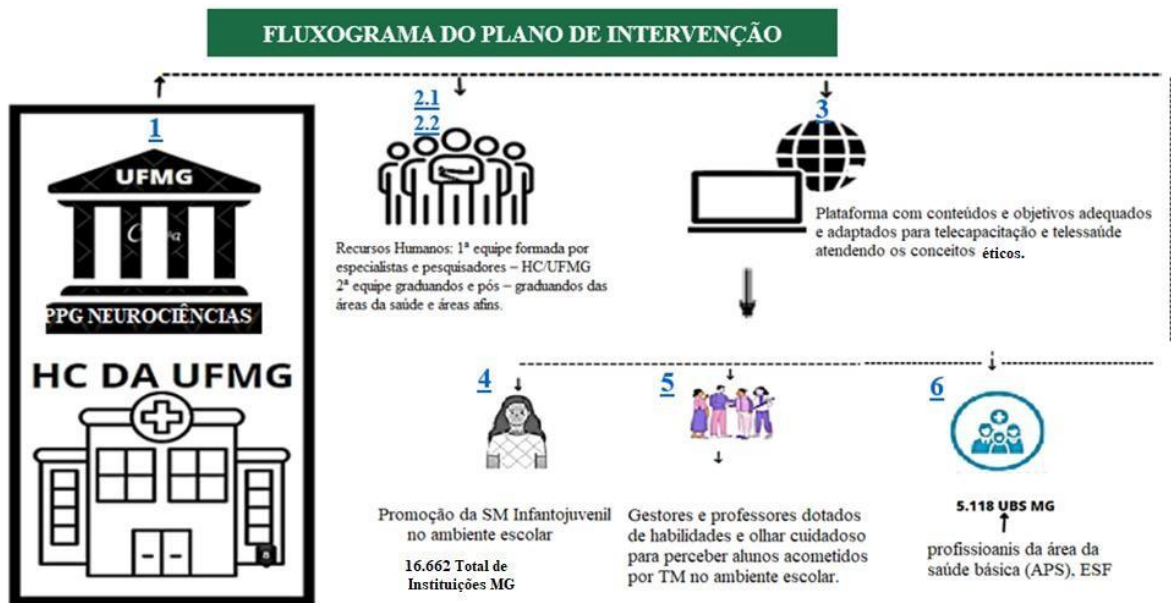 FLUXOGRAMA DO PLANO DE INTERVENÇÃO
1
UFMG
PPG NEUROCIÊNCIAS
HC DA UFMG
2.1
2.2
Recursos Humanos: 1ª equipe formada por
especialistas e pesquisadores – HC/UFMG
2ª equipe graduandos e pós – graduandos das
áreas da saúde e áreas afins.
3
Plataforma com conteúdos e objetivos adequados
e adaptados para telecapacitação e telessaúde
atendendo os conceitos éticos.
4
Promoção da SM Infantojuvenil
no ambiente escolar
16.662 Total de
Instituições MG
5
Gestores e professores dotados
de habilidades e olhar cuidadoso
para perceber alunos acometidos
por TM no ambiente escolar.
6
5.118 UBS MG
profissioanis da área da
saúde básica (APS), ESF